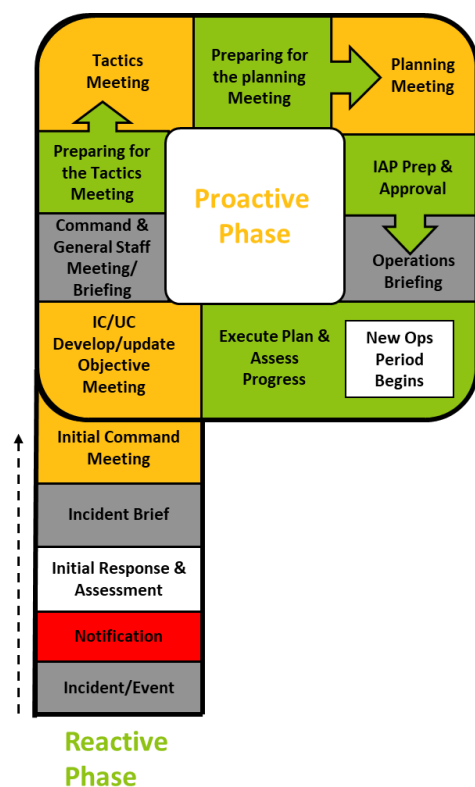 Tactics
Meeting
Preparing for
the planning
Meeting
Planning
Meeting
Preparing for
the Tactics
Meeting
IAP Prep &
Approval
Proactive
Phase
Command &
General Staff
Meeting/
Briefing
Operations
Briefing
IC/UC
Develop/update
Objective
Meeting
Execute Plan &
Assess
Progress
New Ops
Period
Begins
Initial Command
Meeting
Incident Brief
Initial Response &
Assessment
Notification
Incident/Event
Reactive
Phase